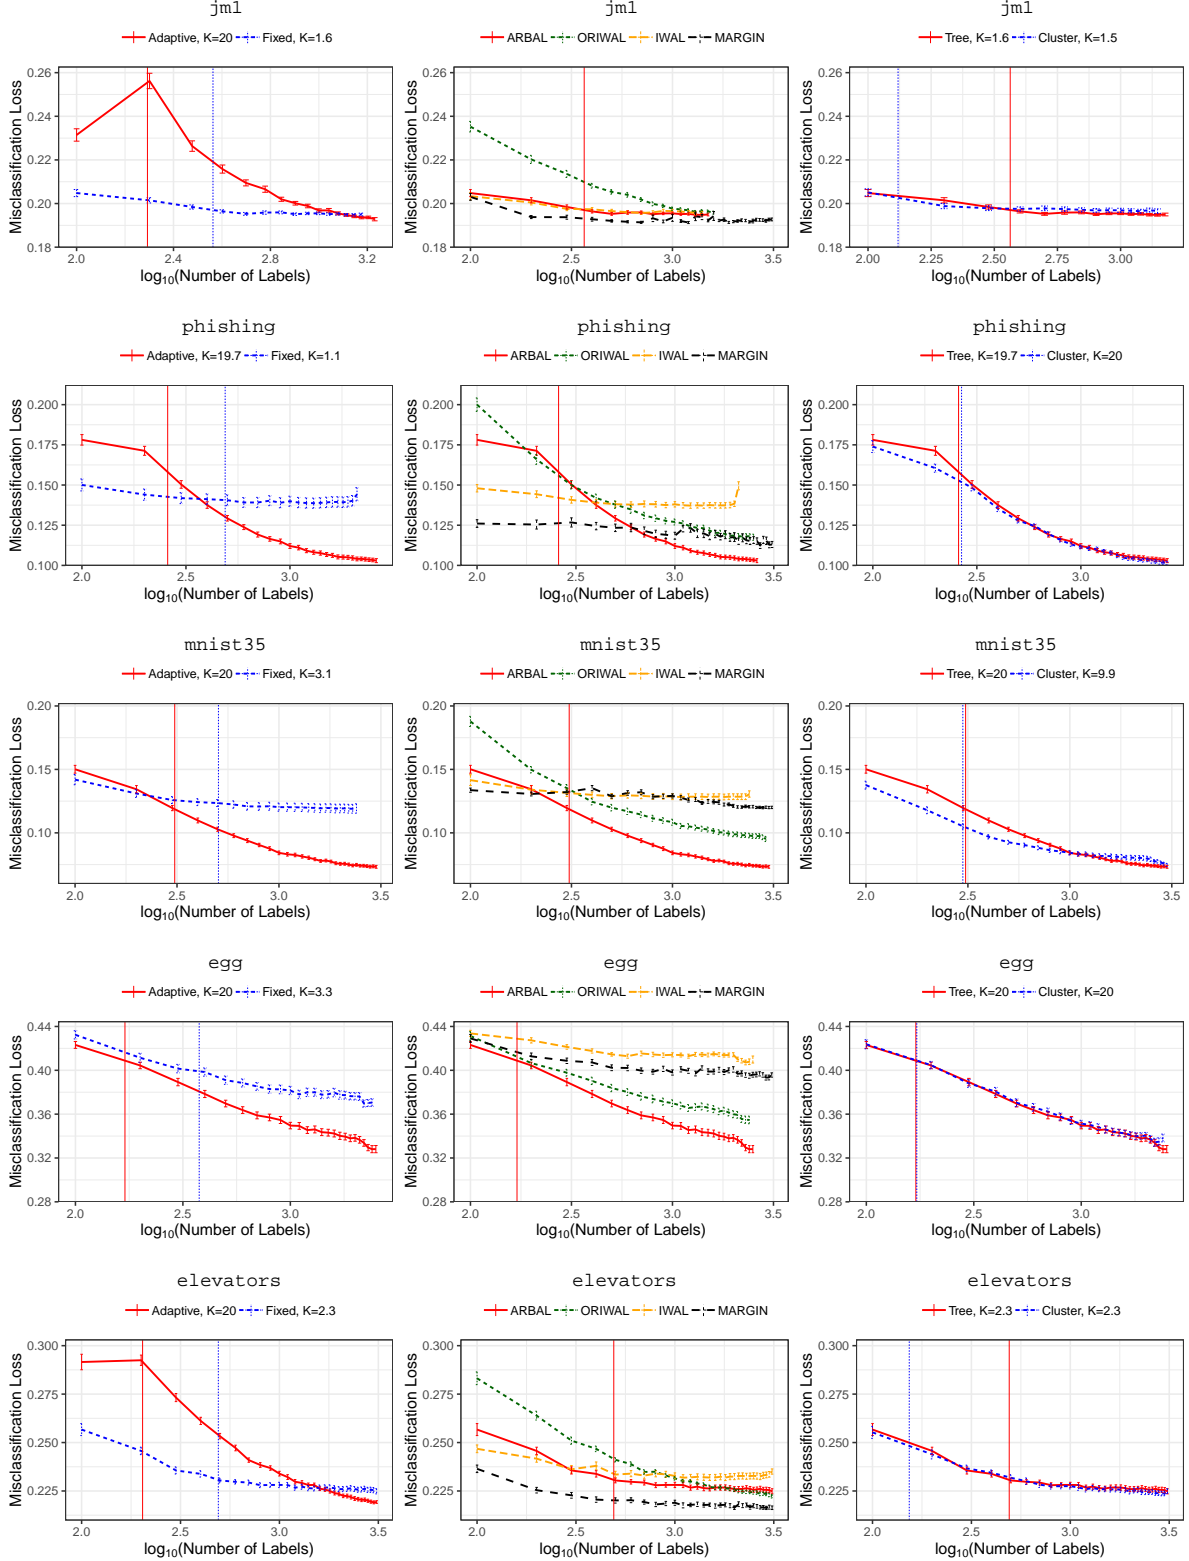 jm1
jm1
jm1
Adaptive, K=20 Fixed, K=1.6
ARBAL ORIWAL IWAL MARGIN
Tree, K=1.6 Cluster, K=1.5
Misclassification Loss
0.26
0.24
0.22
0.20
0.18
2.0 2.4 2.8 3.2
log10(Number of Labels)
Misclassification Loss
0.26
0.24
0.22
0.20
0.18
2.0 2.5 3.0 3.5
log10(Number of Labels)
Misclassification Loss
0.26
0.24
0.22
0.20
0.18
2.00 2.25 2.50 2.75 3.00
log10(Number of Labels)
phishing
phishing
phishing
Adaptive, K=19.7 Fixed, K=1.1
ARBAL ORIWAL IWAL MARGIN
Tree, K=19.7 Cluster, K=20
Misclassification Loss
0.200
0.175
0.150
0.125
0.100
2.0 2.5 3.0
log10(Number of Labels)
Misclassification Loss
0.200
0.175
0.150
0.125
0.100
2.0 2.5 3.0 3.5
log10(Number of Labels)
Misclassification Loss
0.200
0.175
0.150
0.125
0.100
2.0 2.5 3.0
log10(Number of Labels)
mnist35
mnist35
mnist35
Adaptive, K=20 Fixed, K=3.1
ARBAL ORIWAL IWAL MARGIN
Tree, K=20 Cluster, K=9.9
Misclassification Loss
0.20
0.15
0.10
2.0 2.5 3.0 3.5
log10(Number of Labels)
Misclassification Loss
0.20
0.15
0.10
2.0 2.5 3.0 3.5
log10(Number of Labels)
Misclassification Loss
0.20
0.15
0.10
2.0 2.5 3.0 3.5
log10(Number of Labels)
egg
egg
egg
Adaptive, K=20 Fixed, K=3.3
ARBAL ORIWAL IWAL MARGIN
Tree, K=20 Cluster, K=20
Misclassification Loss
0.44
0.40
0.36
0.32
0.28
2.0 2.5 3.0
log10(Number of Labels)
Misclassification Loss
0.44
0.40
0.36
0.32
0.28
2.0 2.5 3.0 3.5
log10(Number of Labels)
Misclassification Loss
0.44
0.40
0.36
0.32
0.28
2.0 2.5 3.0
log10(Number of Labels)
elevators
elevators
elevators
Adaptive, K=20 Fixed, K=2.3
ARBAL ORIWAL IWAL MARGIN
Tree, K=2.3 Cluster, K=2.3
Misclassification Loss
0.300
0.275
0.250
0.225
2.0 2.5 3.0 3.5
log10(Number of Labels)
Misclassification Loss
0.300
0.275
0.250
0.225
2.0 2.5 3.0 3.5
log10(Number of Labels)
Misclassification Loss
0.300
0.275
0.250
0.225
2.0 2.5 3.0 3.5
log10(Number of Labels)